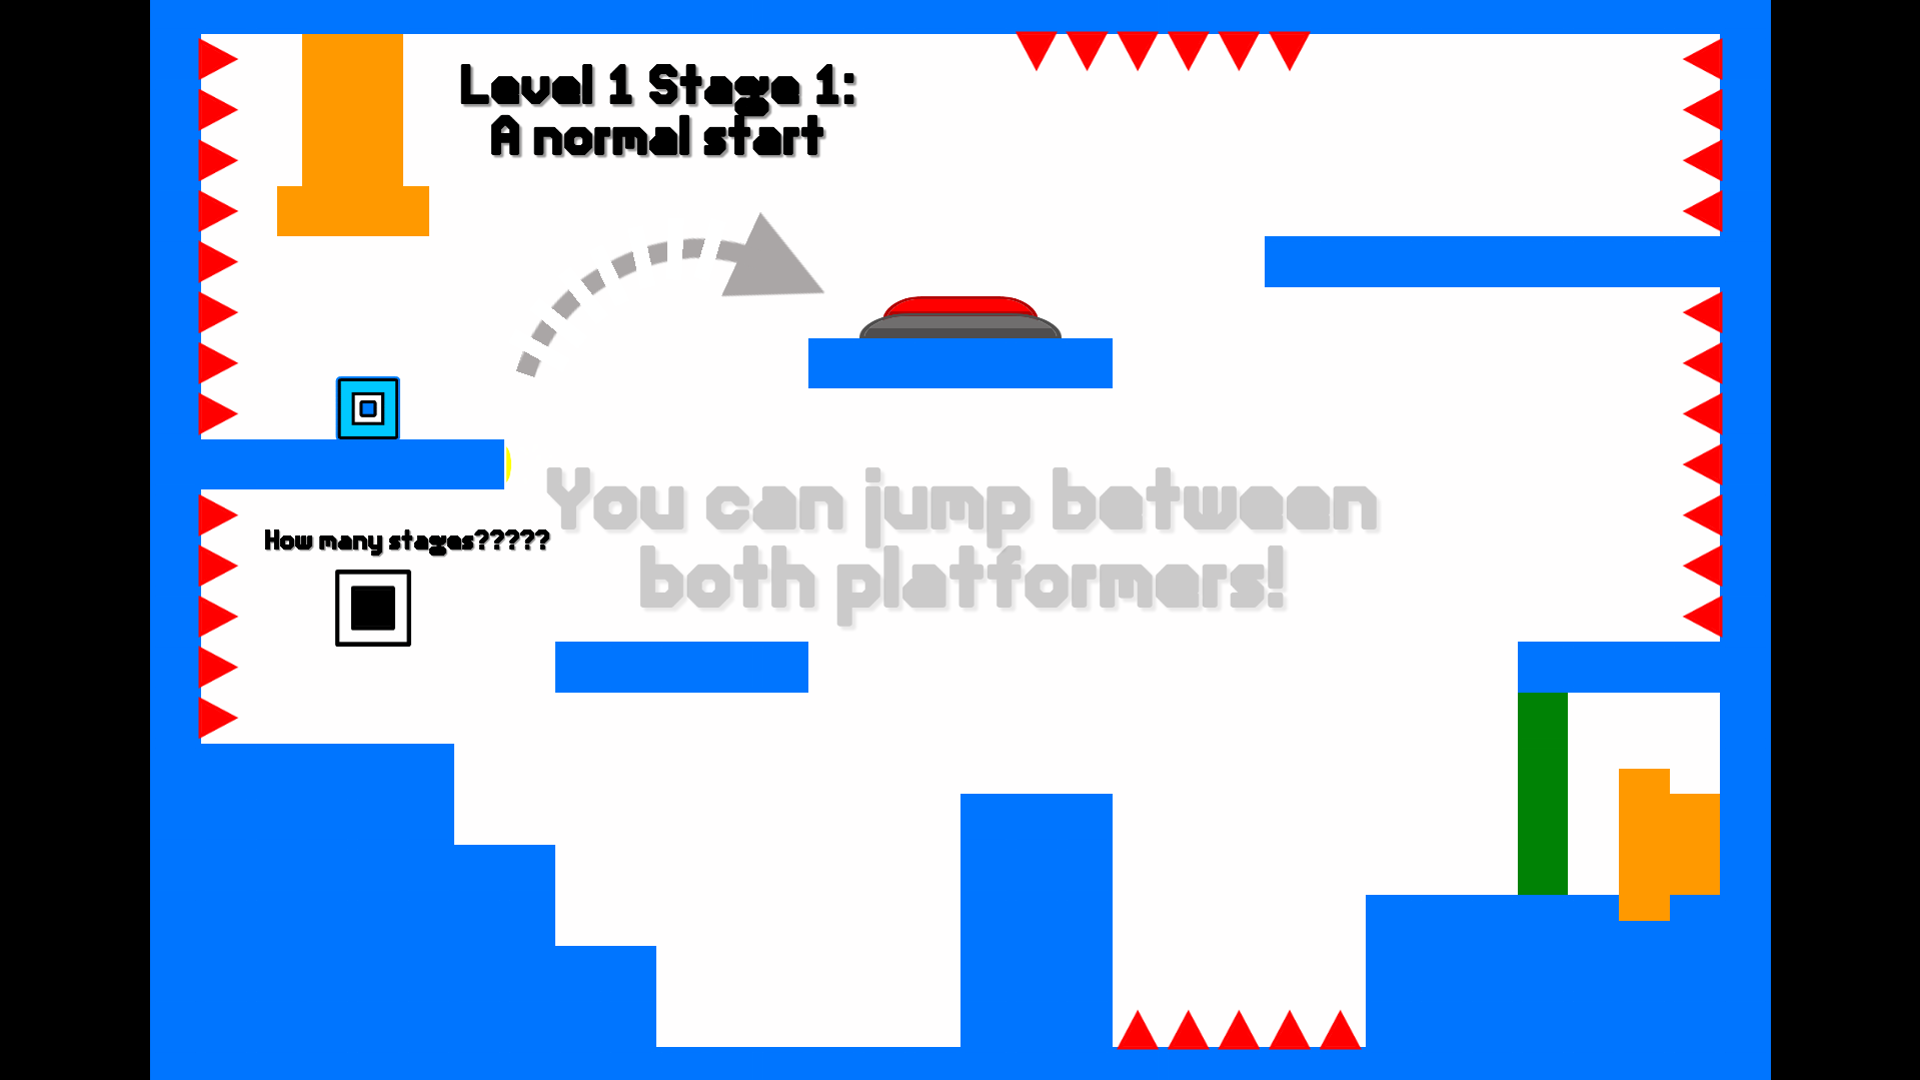 Level 1 Stage 1:
A normal start
You can jump between
both platformers!
How many stages?????